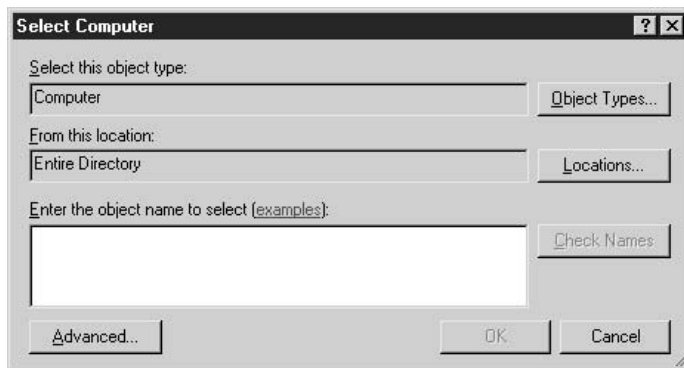 Select Computer
Select this object type:
Computer
Object Types...
From this location:
Entire Directory
Locations...
Enter the object name to select (examples):
Check Names
Advanced...
OK
Cancel